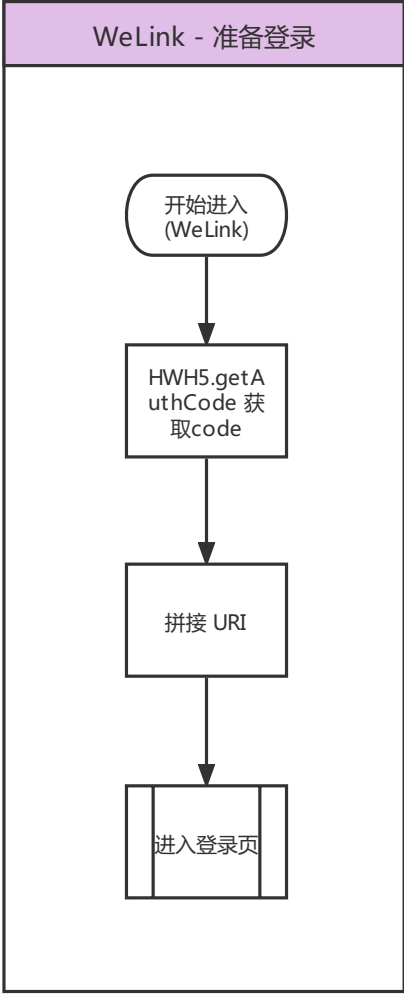 WeLink - 准备登录
开始进入
(WeLink)
HWH5.getA
uthCode 获
取code
拼接 URI
进入登录页